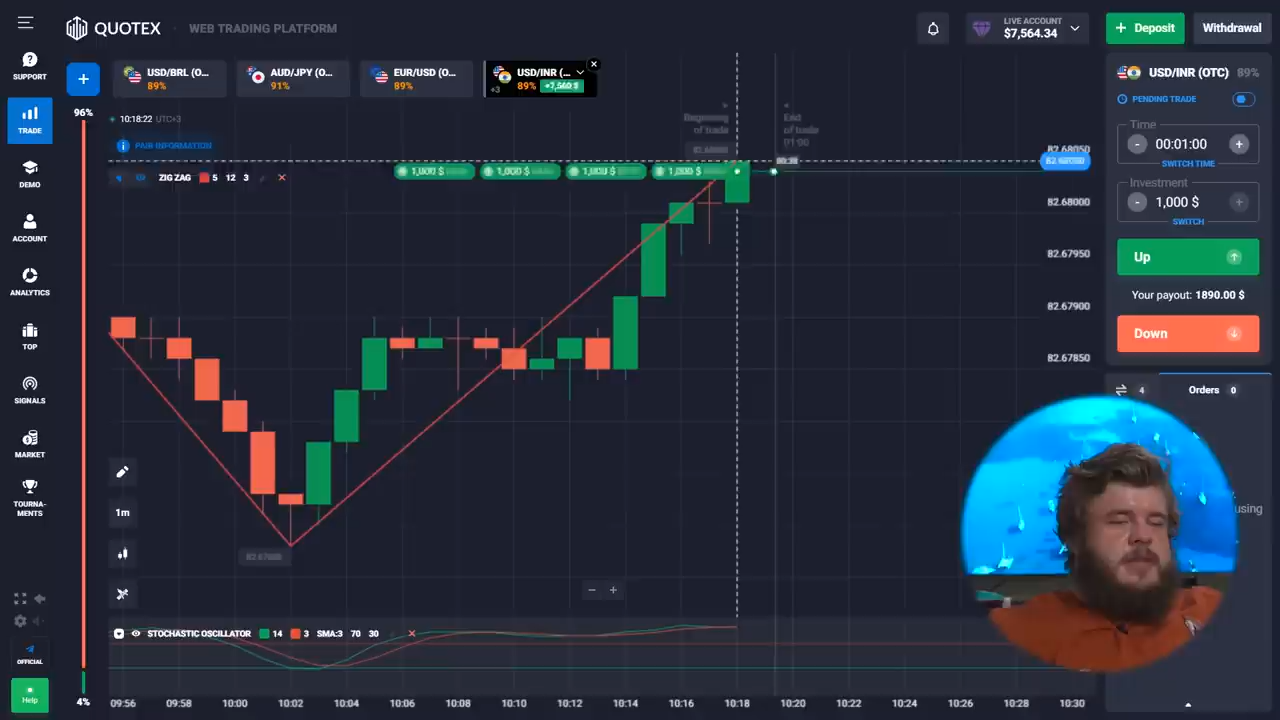 QUOTEX
WEB TRADING PLATFORM
LIVE ACCOUNT
$7,564.34
+ Deposit
Withdrawal
SUPPORT
TRADE
DEMO
ACCOUNT
ANALYTICS
TOP
SIGNALS
MARKET
TOURNA-
MENTS
OFFICIAL
Help
+
USD/BRL (O...
89%
AUD/JPY (O...
91%
EUR/USD (O...
89%
USD/INR (...
+3
89%
+7,560 $
96%
4%
10:18:22 UTC+3
PAIR INFORMATION
ZIG ZAG 5 12 3
Beginning
of trade
End
of trade
01:00
1,000 $
1,000 $
1,000 $
1,000 $
82.68050
82.68000
82.67950
82.67900
82.67850
1m
STOCHASTIC OSCILLATOR 14 3 SMA:3 70 30
09:56 09:58 10:00 10:02 10:04 10:06 10:08 10:10 10:12 10:14 10:16 10:18 10:20 10:22 10:24 10:26 10:28 10:30
USD/INR (OTC) 89%
PENDING TRADE
Time
- 00:01:00 +
SWITCH TIME
Investment
- 1,000 $ +
SWITCH
Up
Your payout: 1890.00 $
Down
4
Orders 0
using